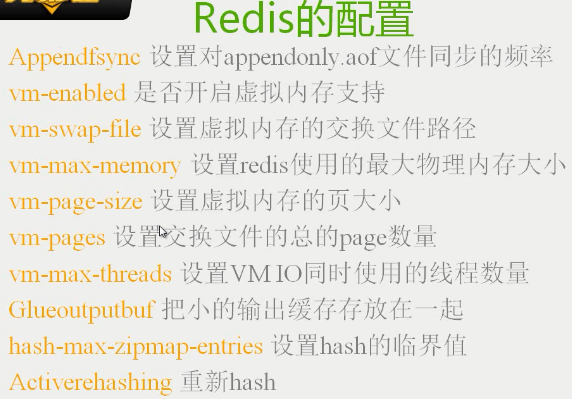 Redis的配置
Appendfsync 设置对appendonly.aof文件同步的频率
vm-enabled 是否开启虚拟内存支持
vm-swap-file 设置虚拟内存的交换文件路径
vm-max-memory 设置redis使用的最大物理内存大小
vm-page-size 设置虚拟内存的页大小
vm-pages 设置交换文件的总的page数量
vm-max-threads 设置VM IO同时使用的线程数量
Glueoutputbuf 把小的输出缓存存放在一起
hash-max-zipmap-entries 设置hash的临界值
Activerehashing 重新hash